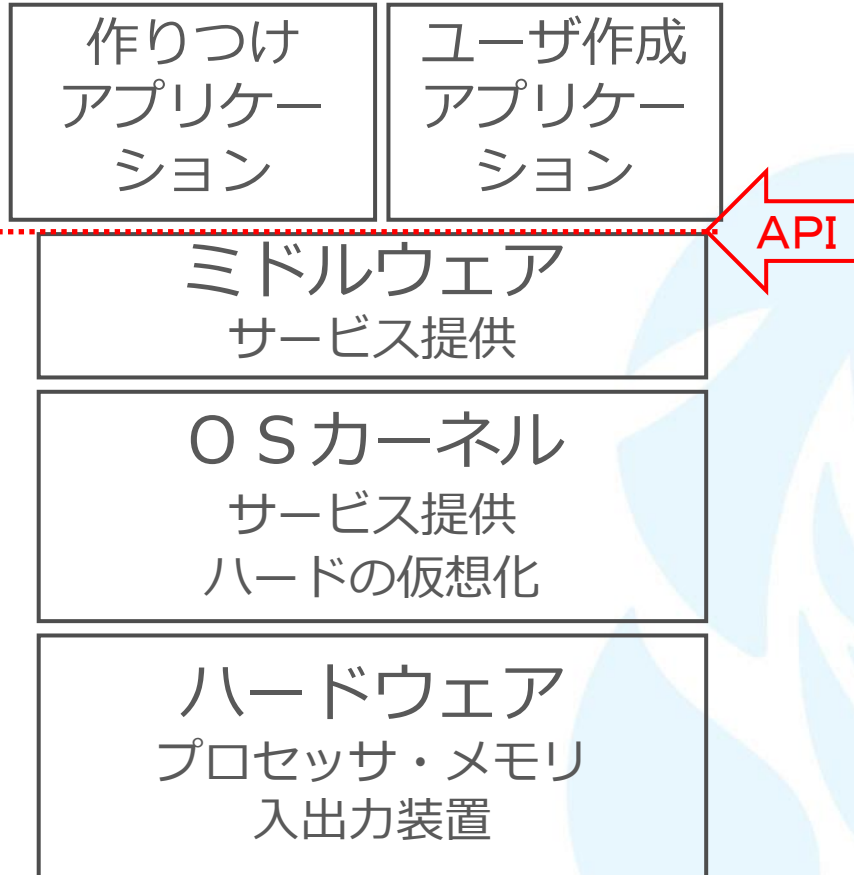 作りつけ
アプリケー
ション
ユーザ作成
アプリケー
ション
API
ミドルウェア
サービス提供
ＯＳカーネル
サービス提供
ハードの仮想化
ハードウェア
プロセッサ・メモリ
入出力装置